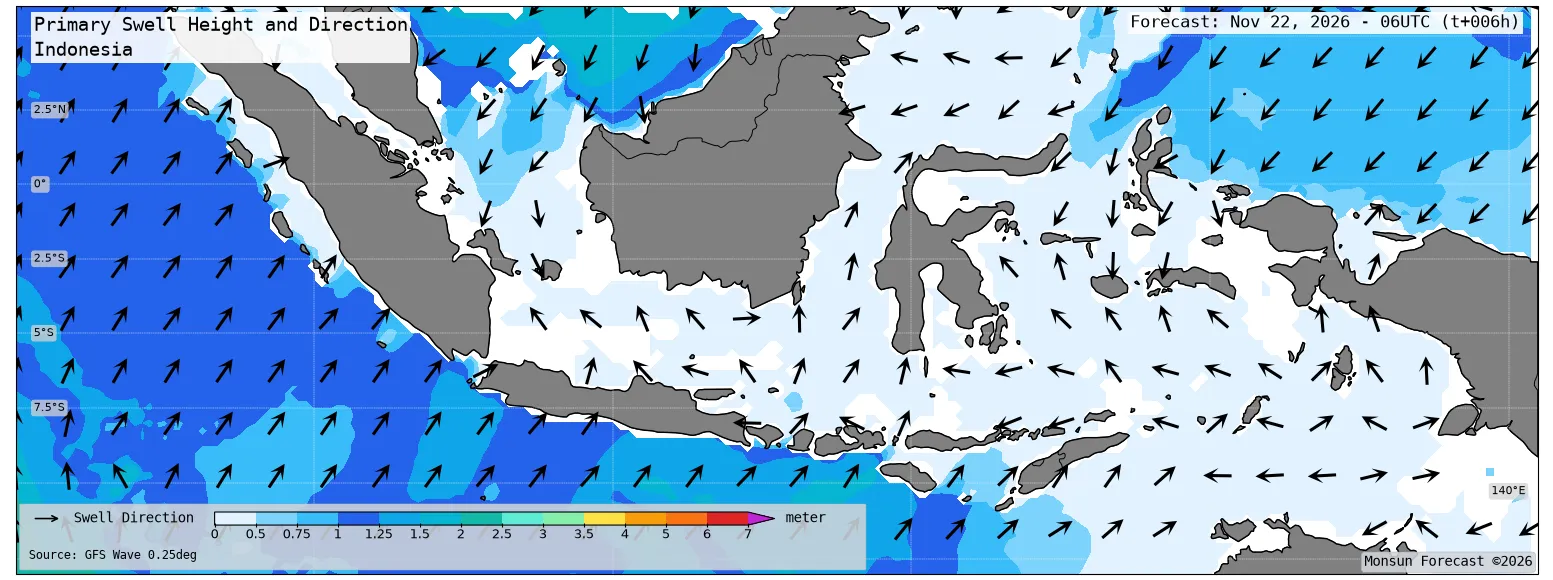 Primary Swell Height and Direction
Indonesia
Forecast: Nov 22, 2026 - 06UTC (t+006h)
2.5°N
0°
2.5°S
5°S
7.5°S
140°E
Swell Direction
0 0.5 0.75 1 1.25 1.5 2 2.5 3 3.5 4 5 6 7
meter
Source: GFS Wave 0.25deg
Monsun Forecast ©2026